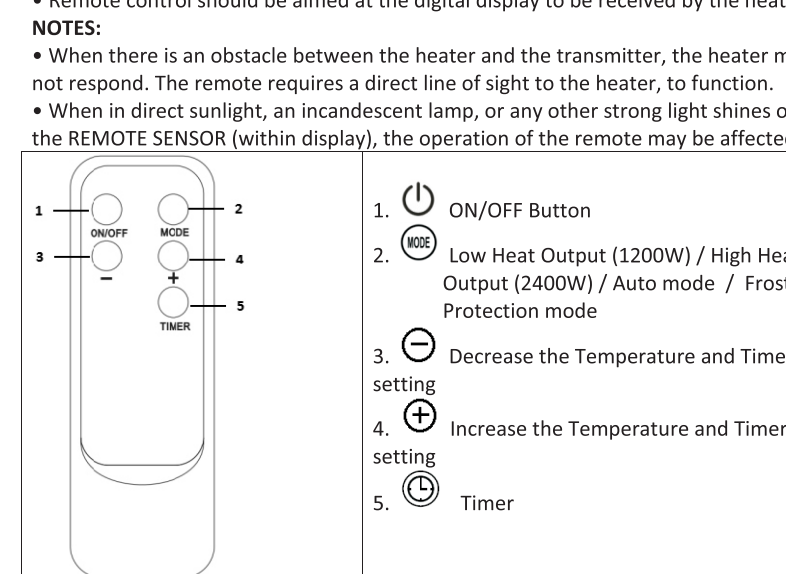 • Remote control should be aimed at the digital display to be received by the heat
NOTES:
• When there is an obstacle between the heater and the transmitter, the heater m
not respond. The remote requires a direct line of sight to the heater, to function.
• When in direct sunlight, an incandescent lamp, or any other strong light shines o
the REMOTE SENSOR (within display), the operation of the remote may be affected
1
2
ON/OFF
MODE
3
4
−
+
5
TIMER
1. ON/OFF Button
2. MODE Low Heat Output (1200W) / High Hea
Output (2400W) / Auto mode / Frost
Protection mode
3. − Decrease the Temperature and Time
setting
4. + Increase the Temperature and Timer
setting
5. Timer